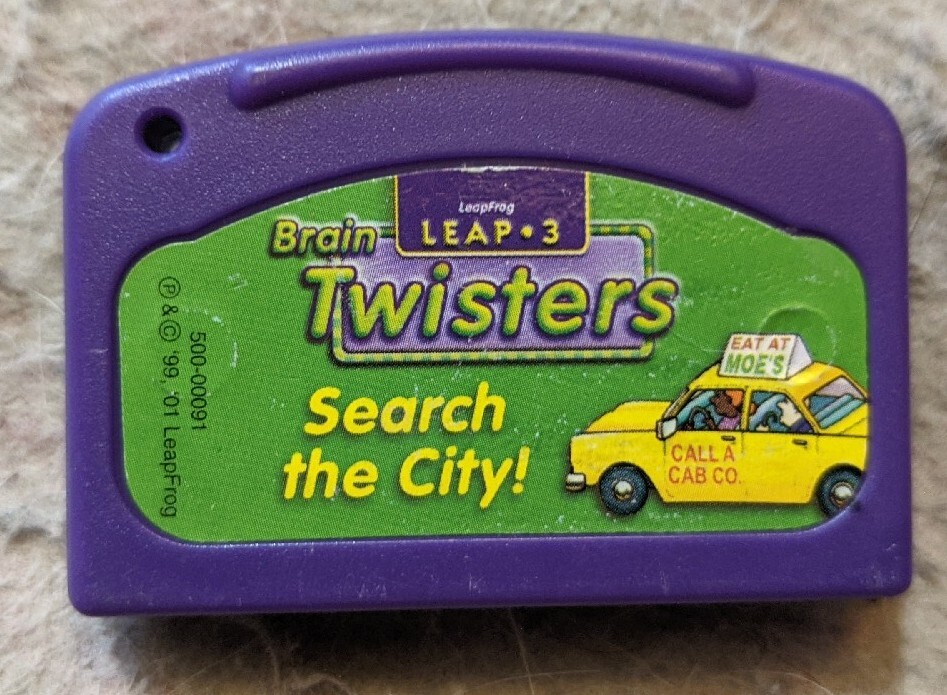 LeapFrog
LEAP•3
Brain
Twisters
Search
the City!
EAT AT
MOE'S
CALL A
CAB CO.
500-00091
℗ & © '99, '01 LeapFrog